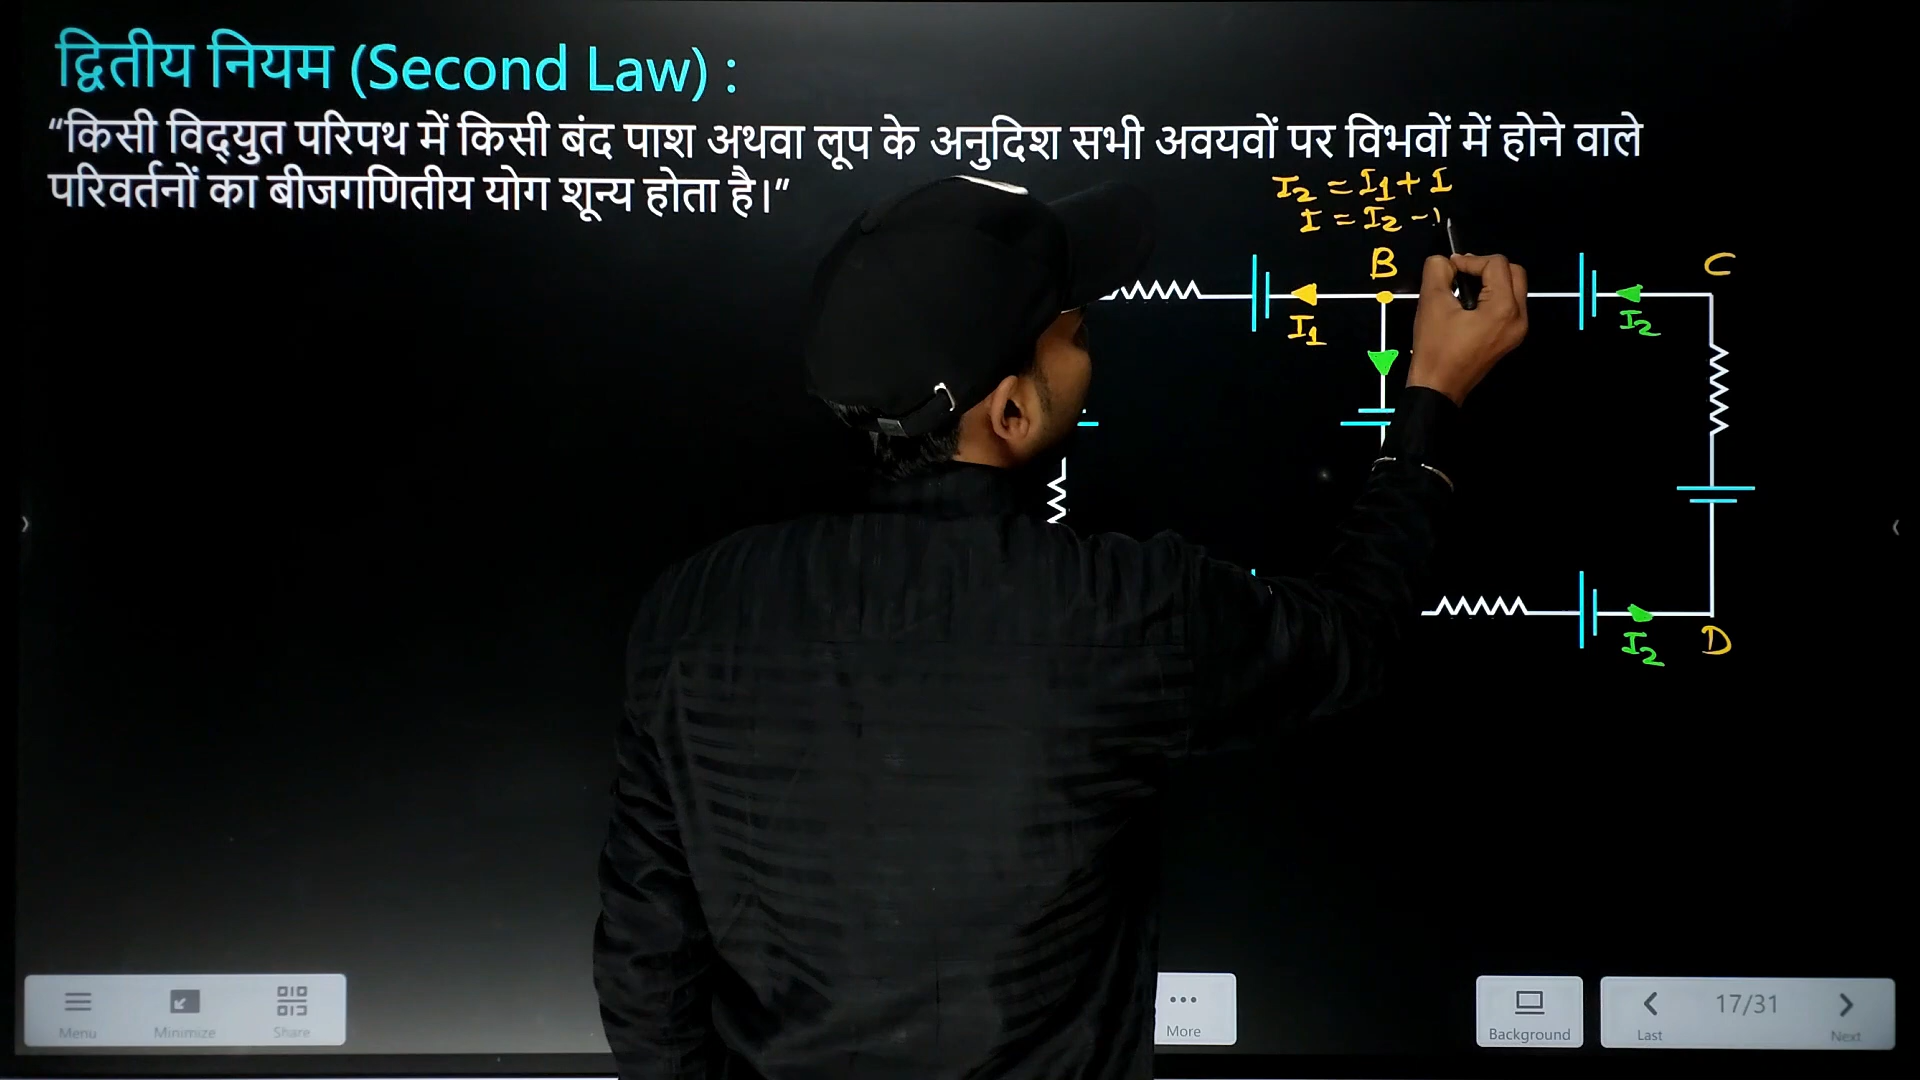 द्वितीय नियम (Second Law) :
“किसी विद्युत परिपथ में किसी बंद पाश अथवा लूप के अनुदिश सभी अवयवों पर विभवों में होने वाले
परिवर्तनों का बीजगणितीय योग शून्य होता है।”
I₂ = I₁ + I
I = I₂ -
B
C
I₁
I₂
I₂
D
Menu
Minimize
Share
More
Background
Last
17/31
Next